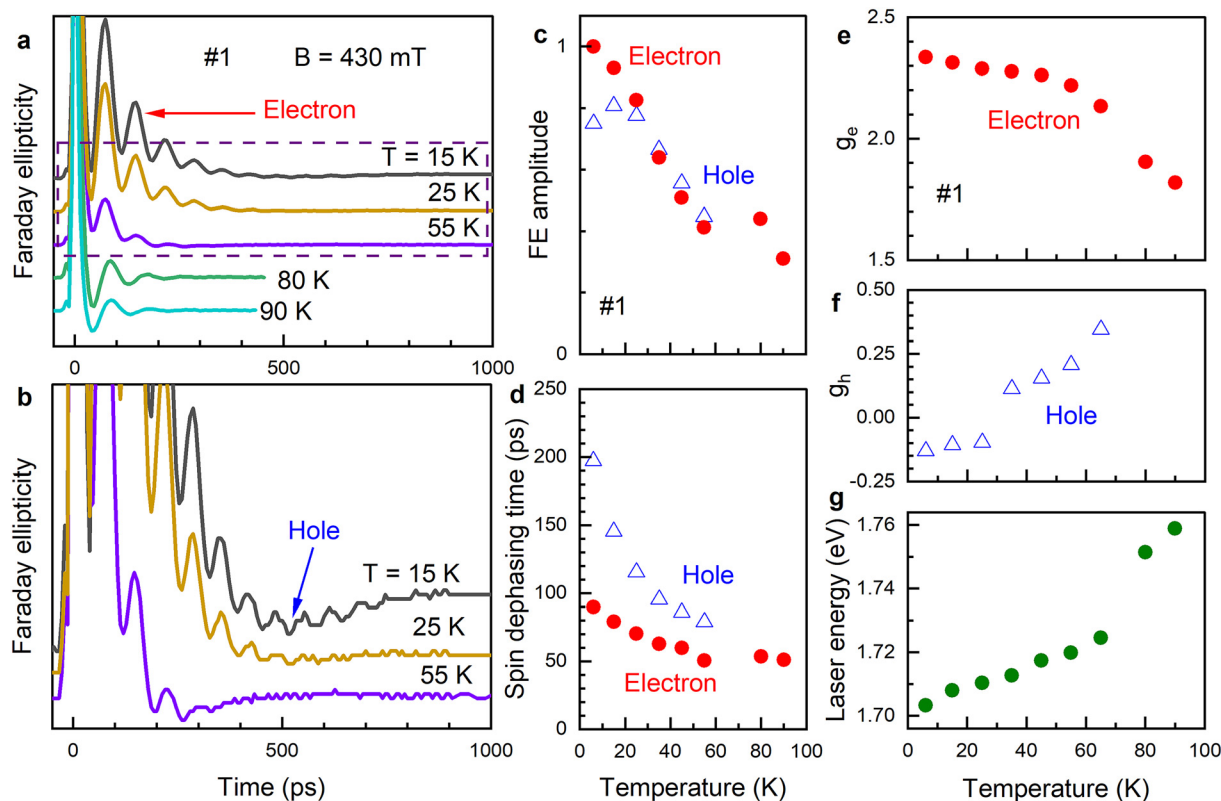 a
#1 B = 430 mT
Electron
T = 15 K
25 K
55 K
80 K
90 K
Faraday ellipticity
0 500 1000
b
Hole
T = 15 K
25 K
55 K
Faraday ellipticity
0 500 1000
Time (ps)
c
Electron
Hole
#1
FE amplitude
1
0
d
Hole
Electron
Spin dephasing time (ps)
250
200
150
100
50
0
0 20 40 60 80 100
Temperature (K)
e
Electron
#1
gₑ
2.5
2.0
1.5
f
Hole
gₕ
0.50
0.25
0.00
-0.25
g
Laser energy (eV)
1.76
1.74
1.72
1.70
0 20 40 60 80 100
Temperature (K)